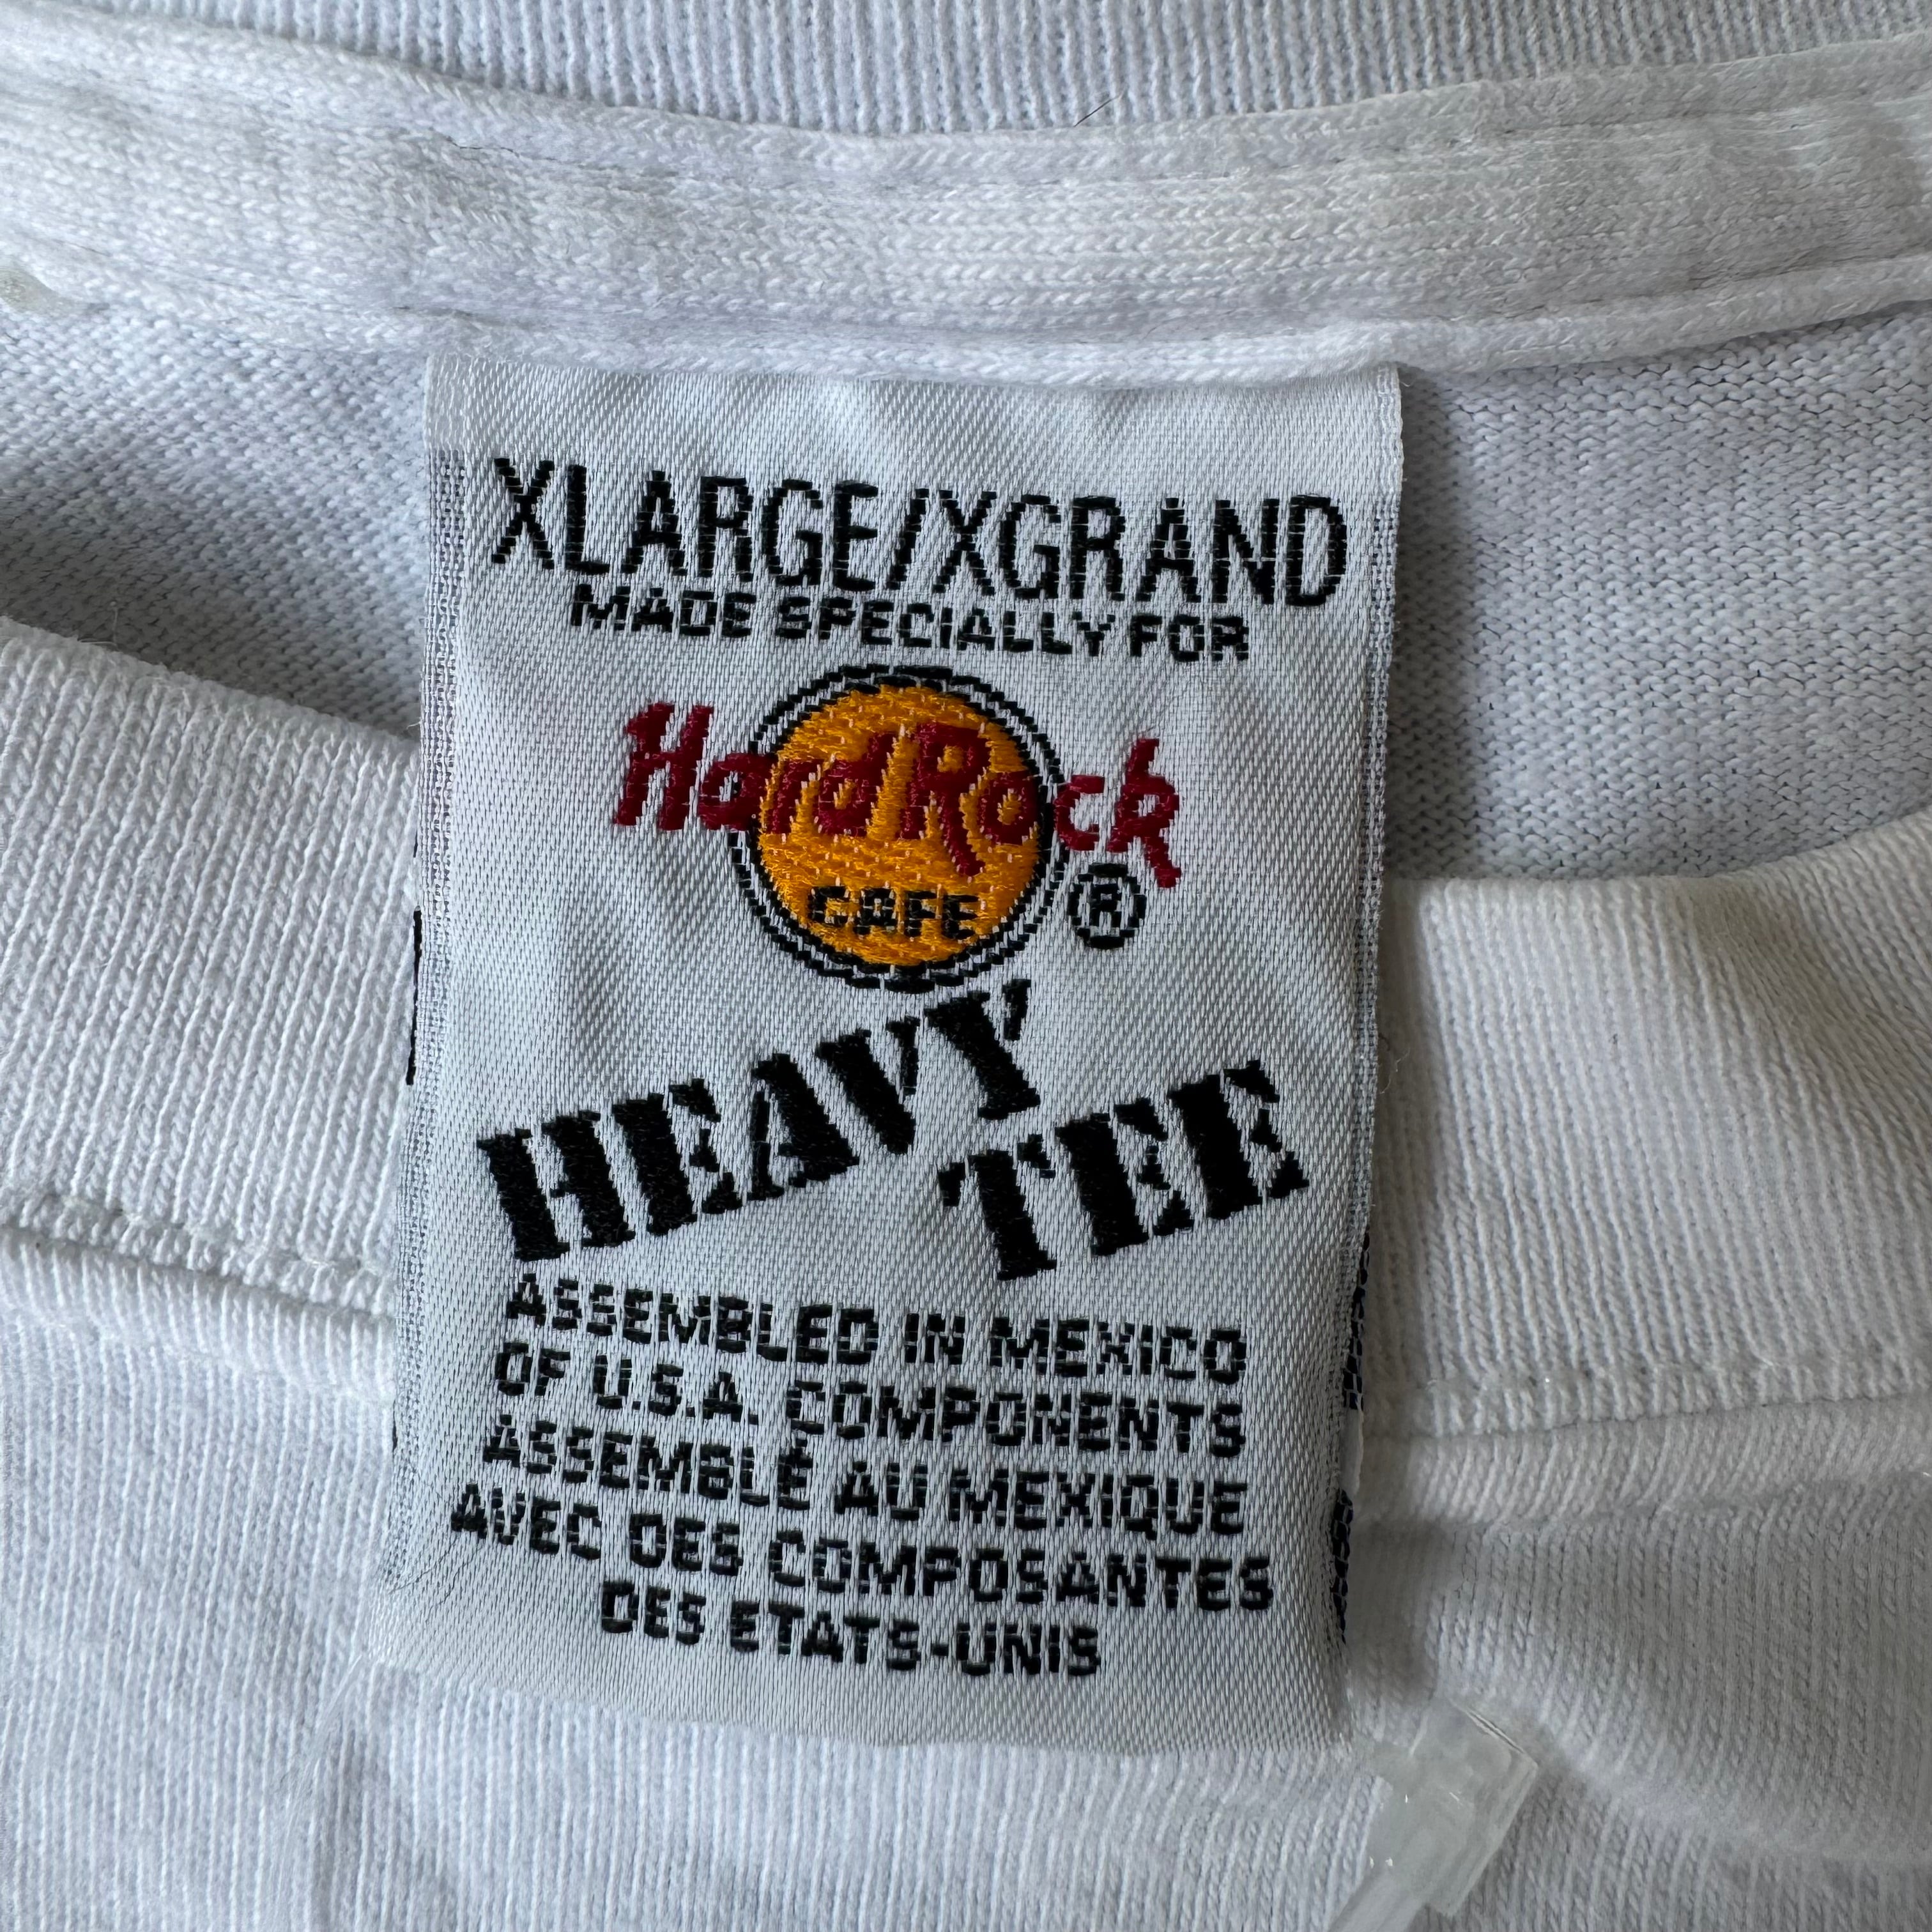 XLARGE/XGRAND
MADE SPECIALLY FOR
Hard Rock
CAFE
®
HEAVY
TEE
ASSEMBLED IN MEXICO
OF U.S.A. COMPONENTS
ASSEMBLÉ AU MEXIQUE
AVEC DES COMPOSANTES
DES ETATS-UNIS